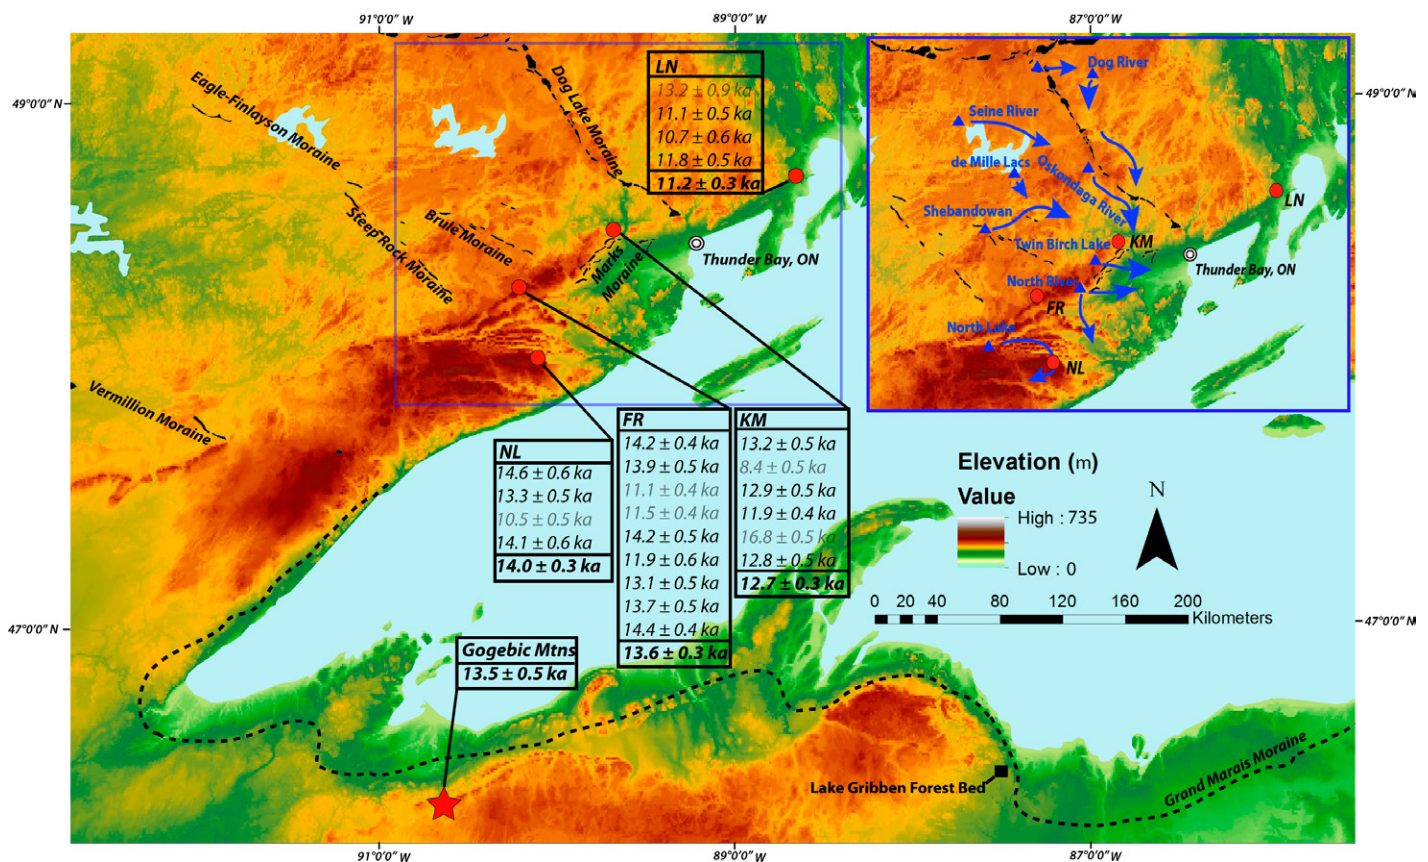 91°0'0" W
89°0'0" W
87°0'0" W
49°0'0" N
49°0'0" N
47°0'0" N
47°0'0" N
91°0'0" W
89°0'0" W
87°0'0" W
Eagle-Finlayson Moraine
Dog Lake Moraine
Steep Rock Moraine
Brule Moraine
Marks
Moraine
Vermillion Moraine
Thunder Bay, ON
LN
13.2 ± 0.9 ka
11.1 ± 0.5 ka
10.7 ± 0.6 ka
11.8 ± 0.5 ka
11.2 ± 0.3 ka
NL
14.6 ± 0.6 ka
13.3 ± 0.5 ka
10.5 ± 0.5 ka
14.1 ± 0.6 ka
14.0 ± 0.3 ka
FR
14.2 ± 0.4 ka
13.9 ± 0.5 ka
11.1 ± 0.4 ka
11.5 ± 0.4 ka
14.2 ± 0.5 ka
11.9 ± 0.6 ka
13.1 ± 0.5 ka
13.7 ± 0.5 ka
14.4 ± 0.4 ka
13.6 ± 0.3 ka
KM
13.2 ± 0.5 ka
8.4 ± 0.5 ka
12.9 ± 0.5 ka
11.9 ± 0.4 ka
16.8 ± 0.5 ka
12.8 ± 0.5 ka
12.7 ± 0.3 ka
Gogebic Mtns
13.5 ± 0.5 ka
Lake Gribben Forest Bed
Grand Marais Moraine
Dog River
Seine River
de Mille Lacs
Oskondaga River
Shebandowan
Twin Birch Lake
KM
LN
Thunder Bay, ON
North River
FR
North Lake
NL
Elevation (m)
Value
High : 735
Low : 0
N
0 20 40 80 120 160 200
Kilometers